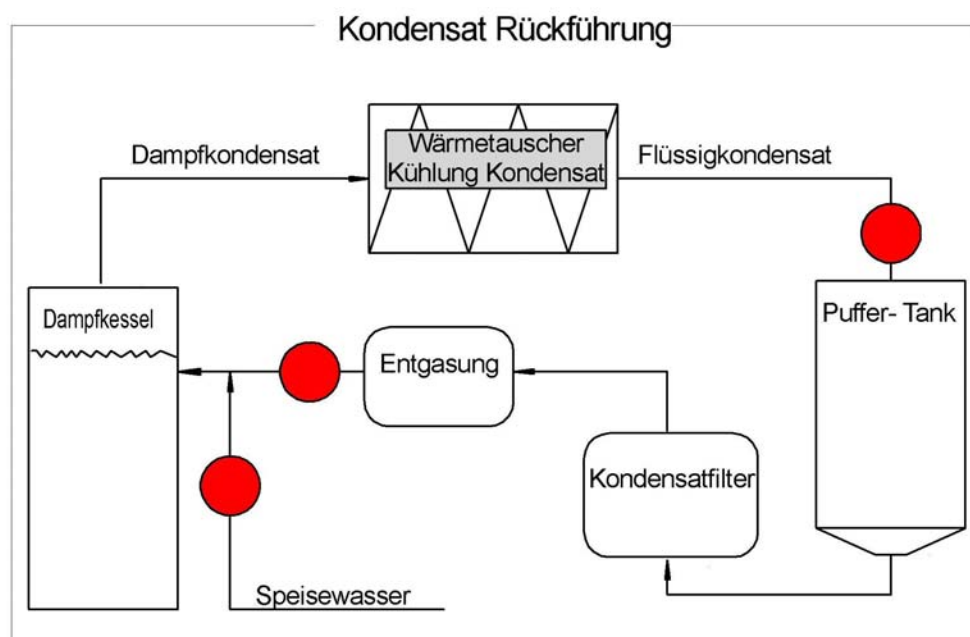 Kondensat Rückführung
Wärmetauscher
Kühlung Kondensat
Dampfkondensat
Flüssigkondensat
Dampfkessel
Puffer- Tank
Entgasung
Kondensatfilter
Speisewasser